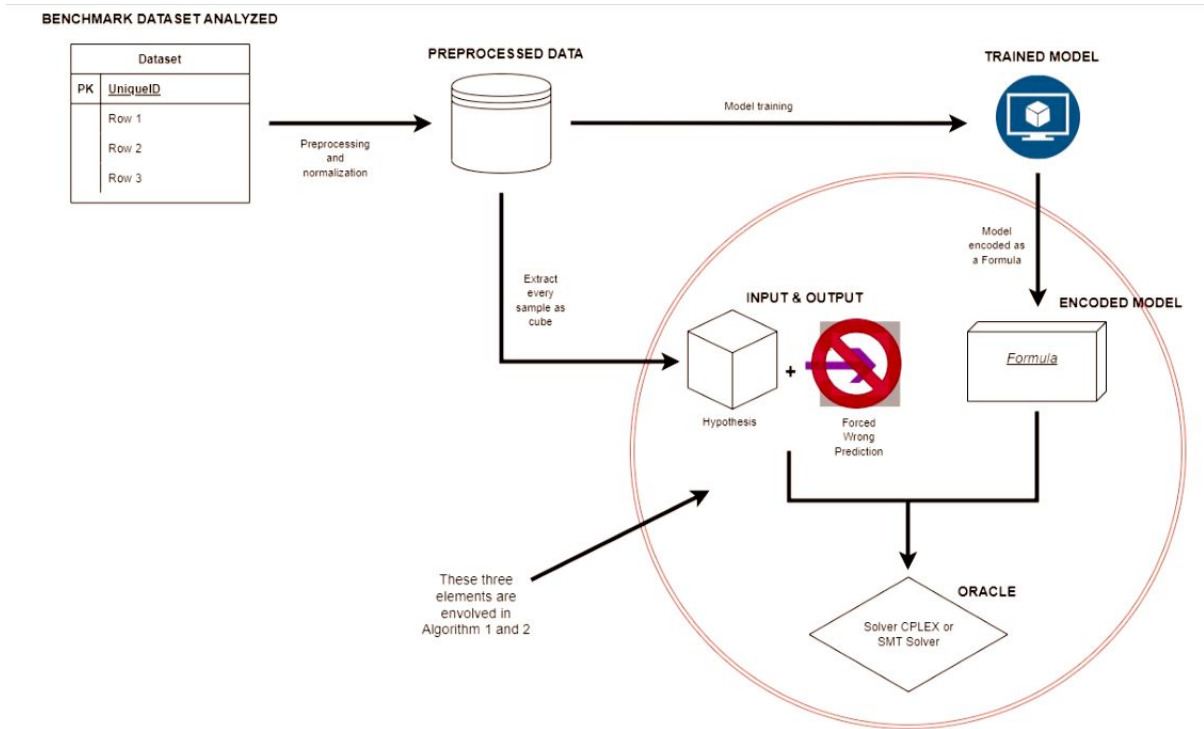 BENCHMARK DATASET ANALYZED
Dataset
PK UniqueID
Row 1
Row 2
Row 3
Preprocessing
and
normalization
PREPROCESSED DATA
Model training
TRAINED MODEL
Model
encoded as
a Formula
Extract
every
sample as
cube
INPUT & OUTPUT
ENCODED MODEL
Formula
+
Hypothesis
Forced
Wrong
Prediction
These three
elements are
envolved in
Algorithm 1 and 2
ORACLE
Solver CPLEX or
SMT Solver